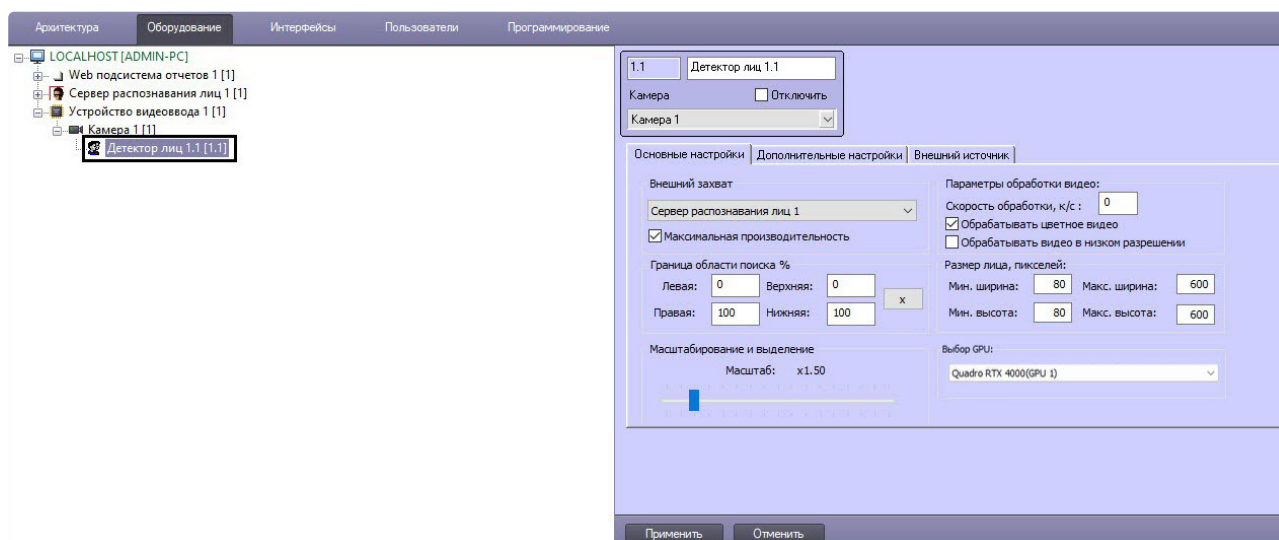 Архитектура Оборудование Интерфейсы Пользователи Программирование
LOCALHOST [ADMIN-PC]
Web подсистема отчетов 1 [1]
Сервер распознавания лиц 1 [1]
Устройство видеоввода 1 [1]
Камера 1 [1]
Детектор лиц 1.1 [1.1]
1.1 Детектор лиц 1.1
Камера Отключить
Камера 1
Основные настройки Дополнительные настройки Внешний источник
Внешний захват
Сервер распознавания лиц 1
Максимальная производительность
Параметры обработки видео:
Скорость обработки, к/с : 0
Обрабатывать цветное видео
Обрабатывать видео в низком разрешении
Граница области поиска %
Левая: 0 Верхняя: 0
Правая: 100 Нижняя: 100
x
Размер лица, пикселей:
Мин. ширина: 80 Макс. ширина: 600
Мин. высота: 80 Макс. высота: 600
Масштабирование и выделение
Масштаб: x1.50
Выбор GPU:
Quadro RTX 4000(GPU 1)
Применить Отменить